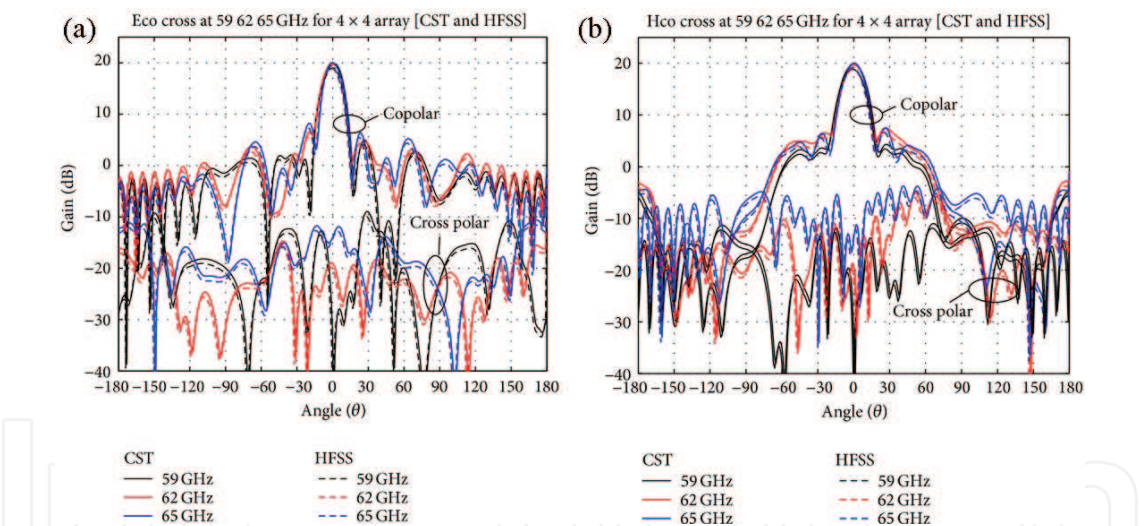 (a)
Eco cross at 59 62 65 GHz for 4 × 4 array [CST and HFSS]
20
10
0
−10
−20
−30
−40
Gain (dB)
Copolar
Cross polar
−180 −150 −120 −90 −60 −30 0 30 60 90 120 150 180
Angle (θ)
CST
59 GHz
62 GHz
65 GHz
HFSS
59 GHz
62 GHz
65 GHz
(b)
Hco cross at 59 62 65 GHz for 4 × 4 array [CST and HFSS]
20
10
0
−10
−20
−30
−40
Gain (dB)
Copolar
Cross polar
−180 −150 −120 −90 −60 −30 0 30 60 90 120 150 180
Angle (θ)
CST
59 GHz
62 GHz
65 GHz
HFSS
59 GHz
62 GHz
65 GHz